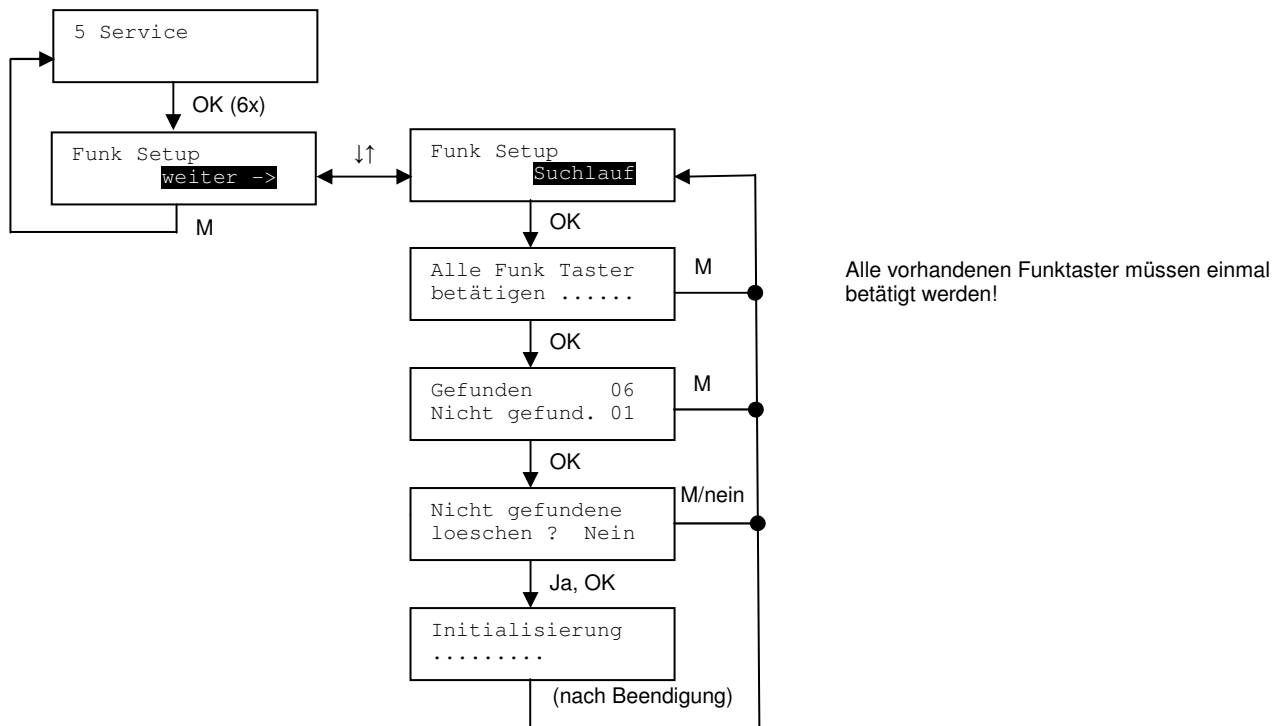 5 Service
OK (6x)
Funk Setup
weiter ->
M
↓↑
Funk Setup
Suchlauf
OK
Alle Funk Taster
betätigen ......
M
Alle vorhandenen Funktaster müssen einmal
betätigt werden!
OK
Gefunden 06
Nicht gefund. 01
M
OK
Nicht gefundene
loeschen ? Nein
M/nein
Ja, OK
Initialisierung
.........
(nach Beendigung)